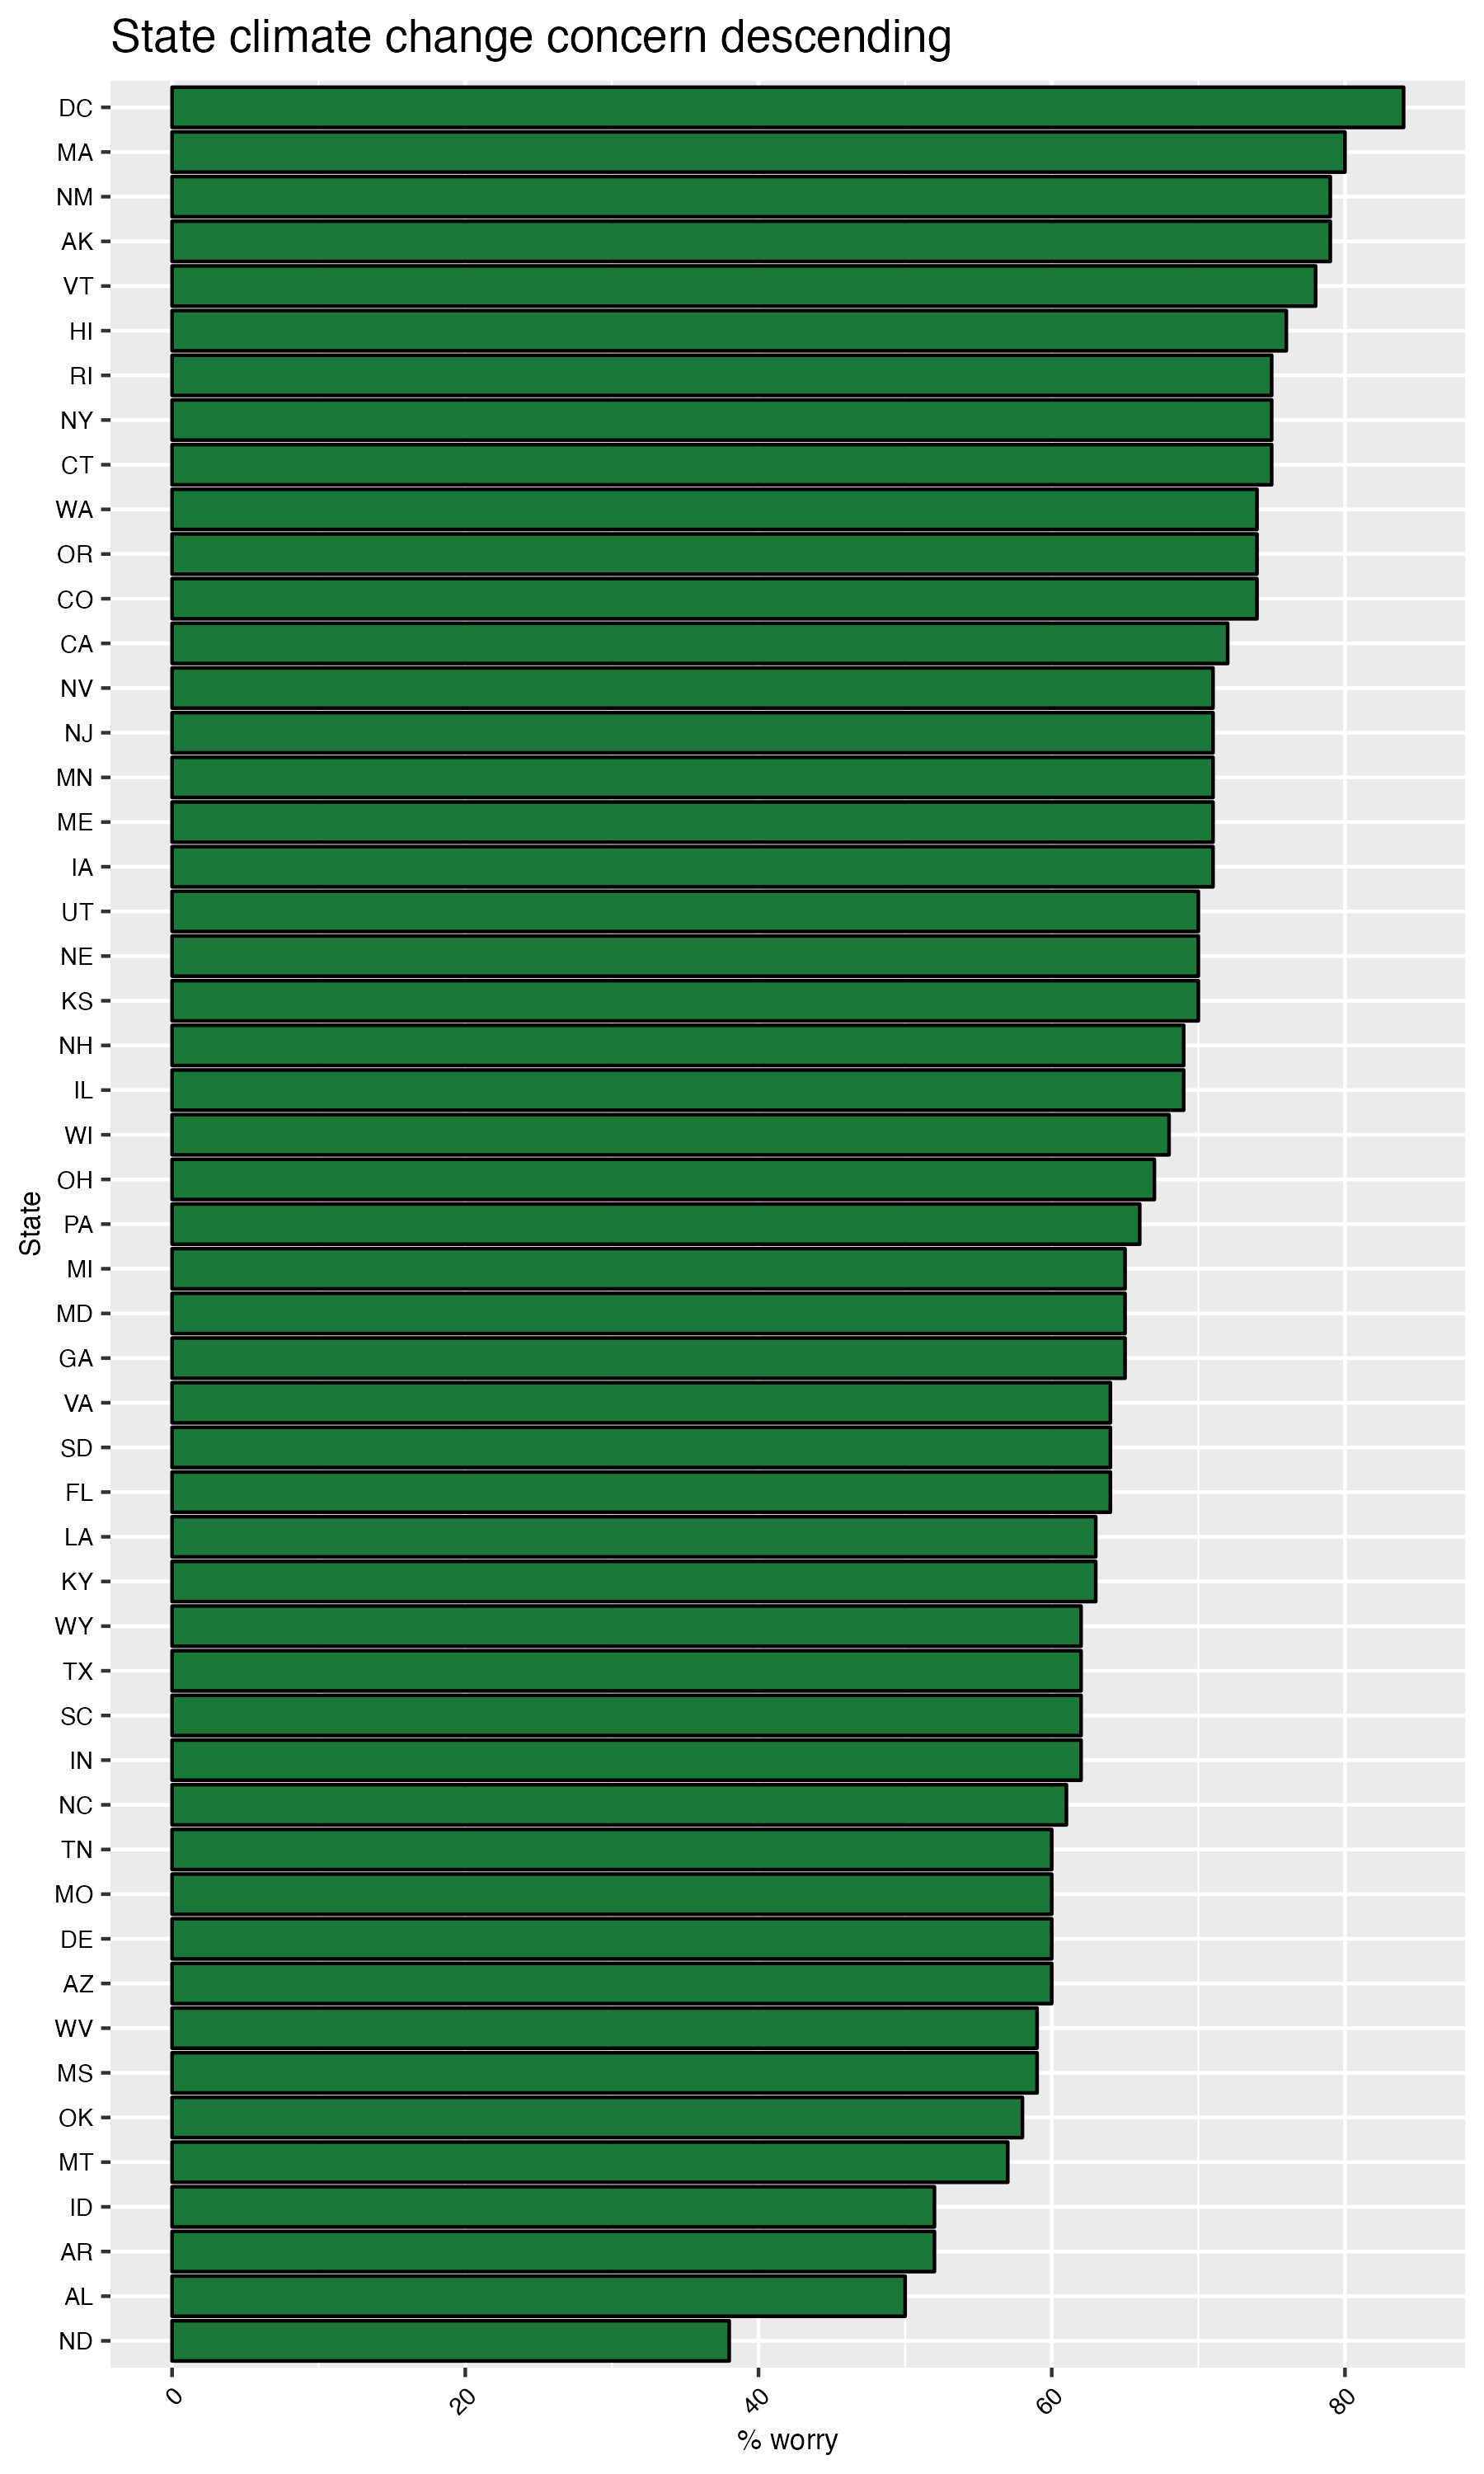 State climate change concern descending
DC
MA
NM
AK
VT
HI
RI
NY
CT
WA
OR
CO
CA
NV
NJ
MN
ME
IA
UT
NE
KS
NH
IL
WI
OH
PA
MI
MD
GA
VA
SD
FL
LA
KY
WY
TX
SC
IN
NC
TN
MO
DE
AZ
WV
MS
OK
MT
ID
AR
AL
ND
State
0 20 40 60 80
% worry